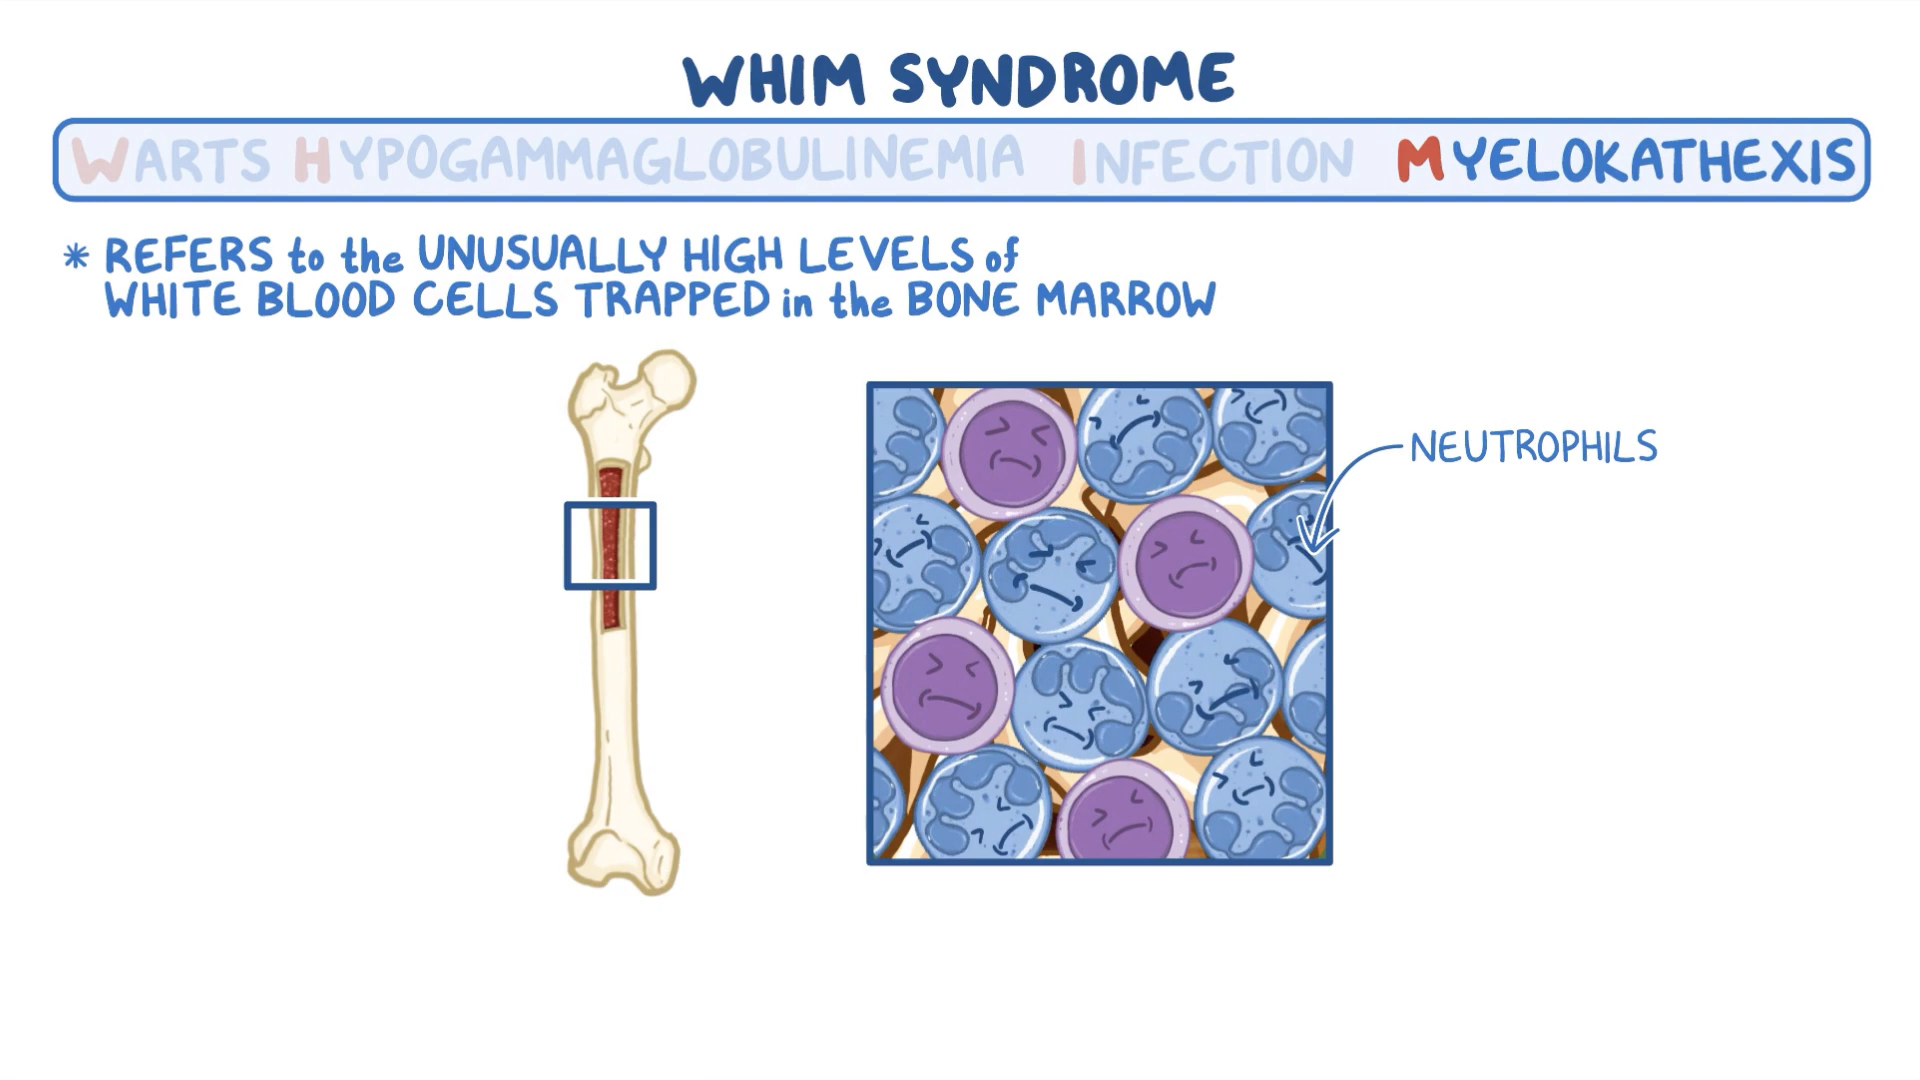 WHIM SYNDROME
WARTS HYPOGAMMAGLOBULINEMIA INFECTION MYELOKATHEXIS
* REFERS to the UNUSUALLY HIGH LEVELS of
WHITE BLOOD CELLS TRAPPED in the BONE MARROW
NEUTROPHILS